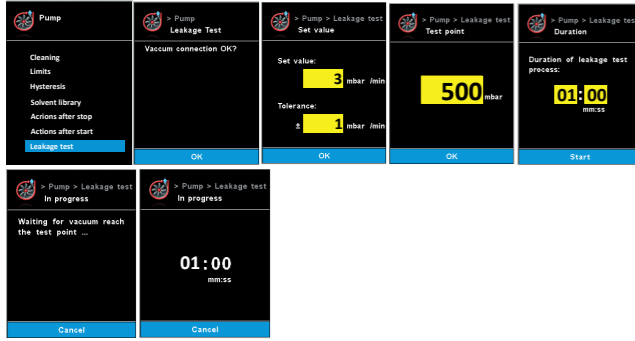 Pump
Cleaning
Limits
Hysteresis
Solvent library
Acrions after stop
Actions after start
Leakage test
> Pump
Leakage Test
Vaccum connection OK?
OK
> Pump > Leakage test
Set value
Set value:
3 mbar /min
Tolerance:
± 1 mbar /min
OK
> Pump > Leakage test
Test point
500 mbar
OK
> Pump > Leakage tes
Duration
Duration of leakage test
process:
01:00
mm:ss
Start
> Pump > Leakage test
In progress
Waiting for vacuum reach
the test point ...
Cancel
> Pump > Leakage test
In progress
01:00
mm:ss
Cancel